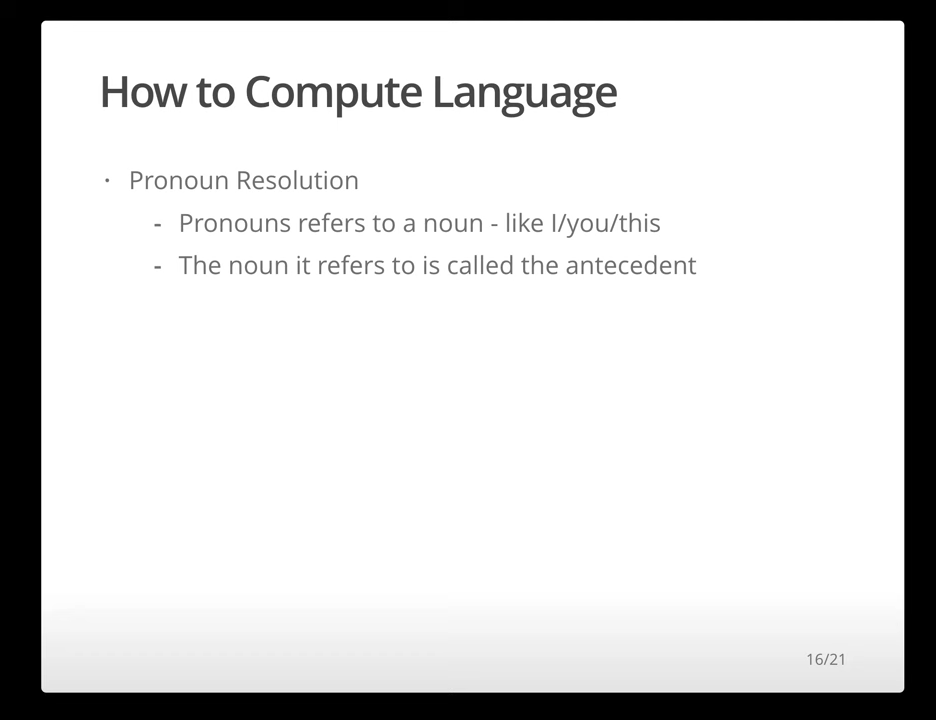 How to Compute Language
· Pronoun Resolution
- Pronouns refers to a noun - like I/you/this
- The noun it refers to is called the antecedent
16/21